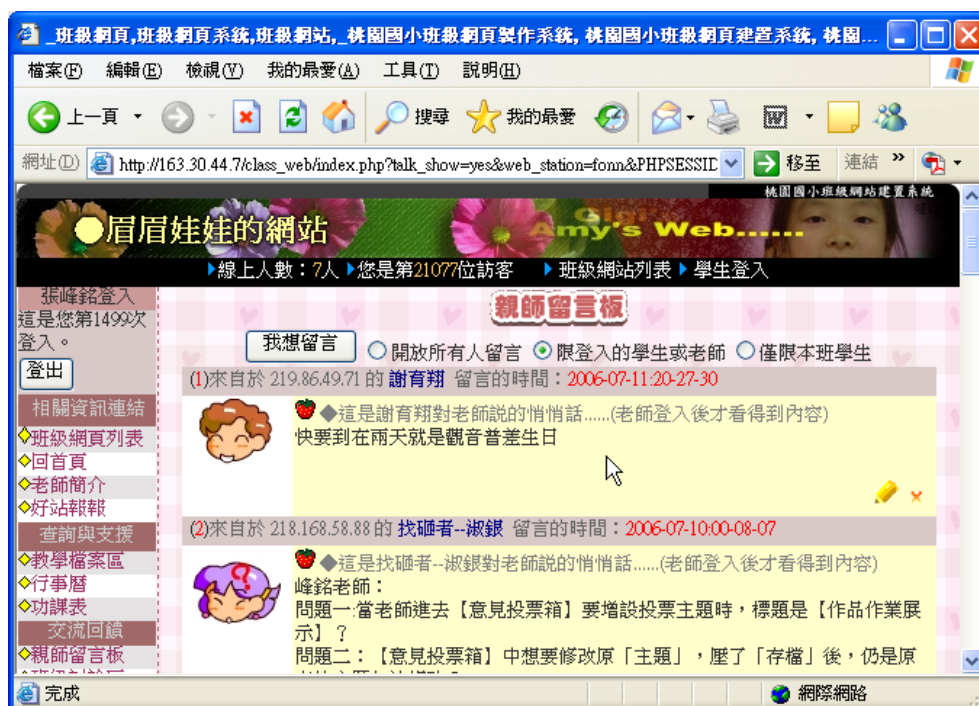 _班級網頁,班級網頁系統,班級網站,_桃園國小班級網頁製作系統, 桃園國小班級網頁建置系統, 桃園...
檔案(F) 編輯(E) 檢視(V) 我的最愛(A) 工具(T) 說明(H)
上一頁 搜尋 我的最愛
網址(D) http://163.30.44.7/class_web/index.php?talk_show=yes&web_station=fomn&PHPSESSID 移至 連結 »
桃園國小班級網站建置系統
●眉眉娃娃的網站 Gigi
Amy's Web......
線上人數：7人 您是第21077位訪客 班級網站列表 學生登入
張峰銘登入
這是您第1499次
登入。
登出
相關資訊連結
班級網頁列表
回首頁
老師簡介
好站報報
查詢與支援
教學檔案區
行事曆
功課表
交流回饋
親師留言板
親師留言板
我想留言 開放所有人留言 限登入的學生或老師 僅限本班學生
(1)來自於 219.86.49.71 的 謝育翔 留言的時間：2006-07-11:20-27-30
◆這是謝育翔對老師說的悄悄話......(老師登入後才看得到內容)
快要到在兩天就是觀音普差生日
(2)來自於 218.168.58.88 的 找砸者--淑銀 留言的時間：2006-07-10:00-08-07
◆這是找砸者--淑銀對老師說的悄悄話......(老師登入後才看得到內容)
峰銘老師：
問題一:當老師進去【意見投票箱】要增設投票主題時，標題是【作品作業展
示】？
問題二：【意見投票箱】中想要修改原「主題」，壓了「存檔」後，仍是原
完成 網際網路